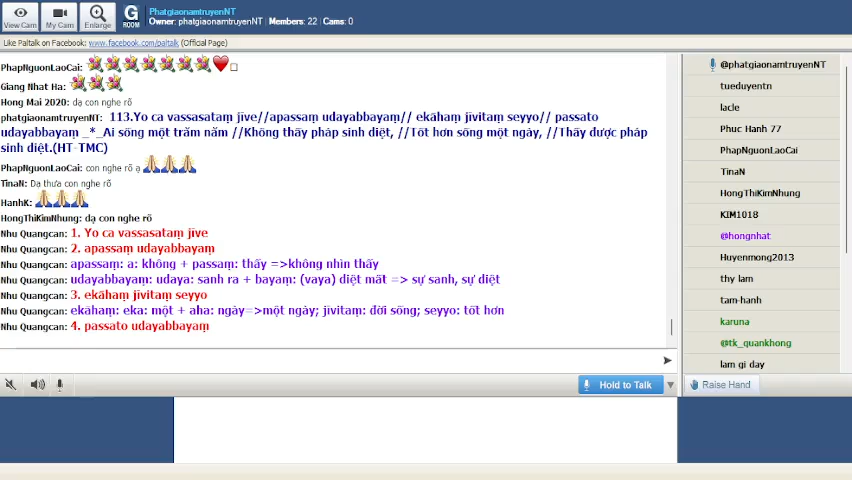 View Cam
My Cam
Enlarge
G
ROOM
PhatgiaonamtruyenNT
Owner: phatgiaonamtruyenNT | Members: 22 | Cams: 0
Like Paltalk on Facebook: www.facebook.com/paltalk (Official Page)
PhapNguonLaoCai:
Giang Nhat Ha:
Hong Mai 2020: dạ con nghe rõ
phatgiaonamtruyenNT: 113.Yo ca vassasataṃ jīve//apassaṃ udayabbayaṃ// ekāhaṃ jīvitaṃ seyyo//passato
udayabbayaṃ _*_Ai sống một trăm năm //Không thấy pháp sinh diệt, //Tốt hơn sống một ngày, //Thấy được pháp
sinh diệt.(HT-TMC)
PhapNguonLaoCai: con nghe rõ ạ
TinaN: Dạ thưa con nghe rõ
HanhK:
HongThiKimNhung: dạ con nghe rõ
Nhu Quangcan: 1. Yo ca vassasataṃ jīve
Nhu Quangcan: 2. apassaṃ udayabbayaṃ
Nhu Quangcan: apassaṃ: a: không + passaṃ: thấy =>không nhìn thấy
Nhu Quangcan: udayabbayaṃ: udaya: sanh ra + bayaṃ: (vaya) diệt mất => sự sanh, sự diệt
Nhu Quangcan: 3. ekāhaṃ jīvitaṃ seyyo
Nhu Quangcan: ekāhaṃ: eka: một + aha: ngày=>một ngày; jīvitaṃ: đời sống; seyyo: tốt hơn
Nhu Quangcan: 4. passato udayabbayaṃ
@phatgiaonamtruyenNT
tueduyentn
lacle
Phuc Hanh 77
PhapNguonLaoCai
TinaN
HongThiKimNhung
KIM1018
@hongnhat
Huyenmong2013
thy lam
tam-hanh
karuna
@tk_quankhong
lam gi day
Hold to Talk
Raise Hand